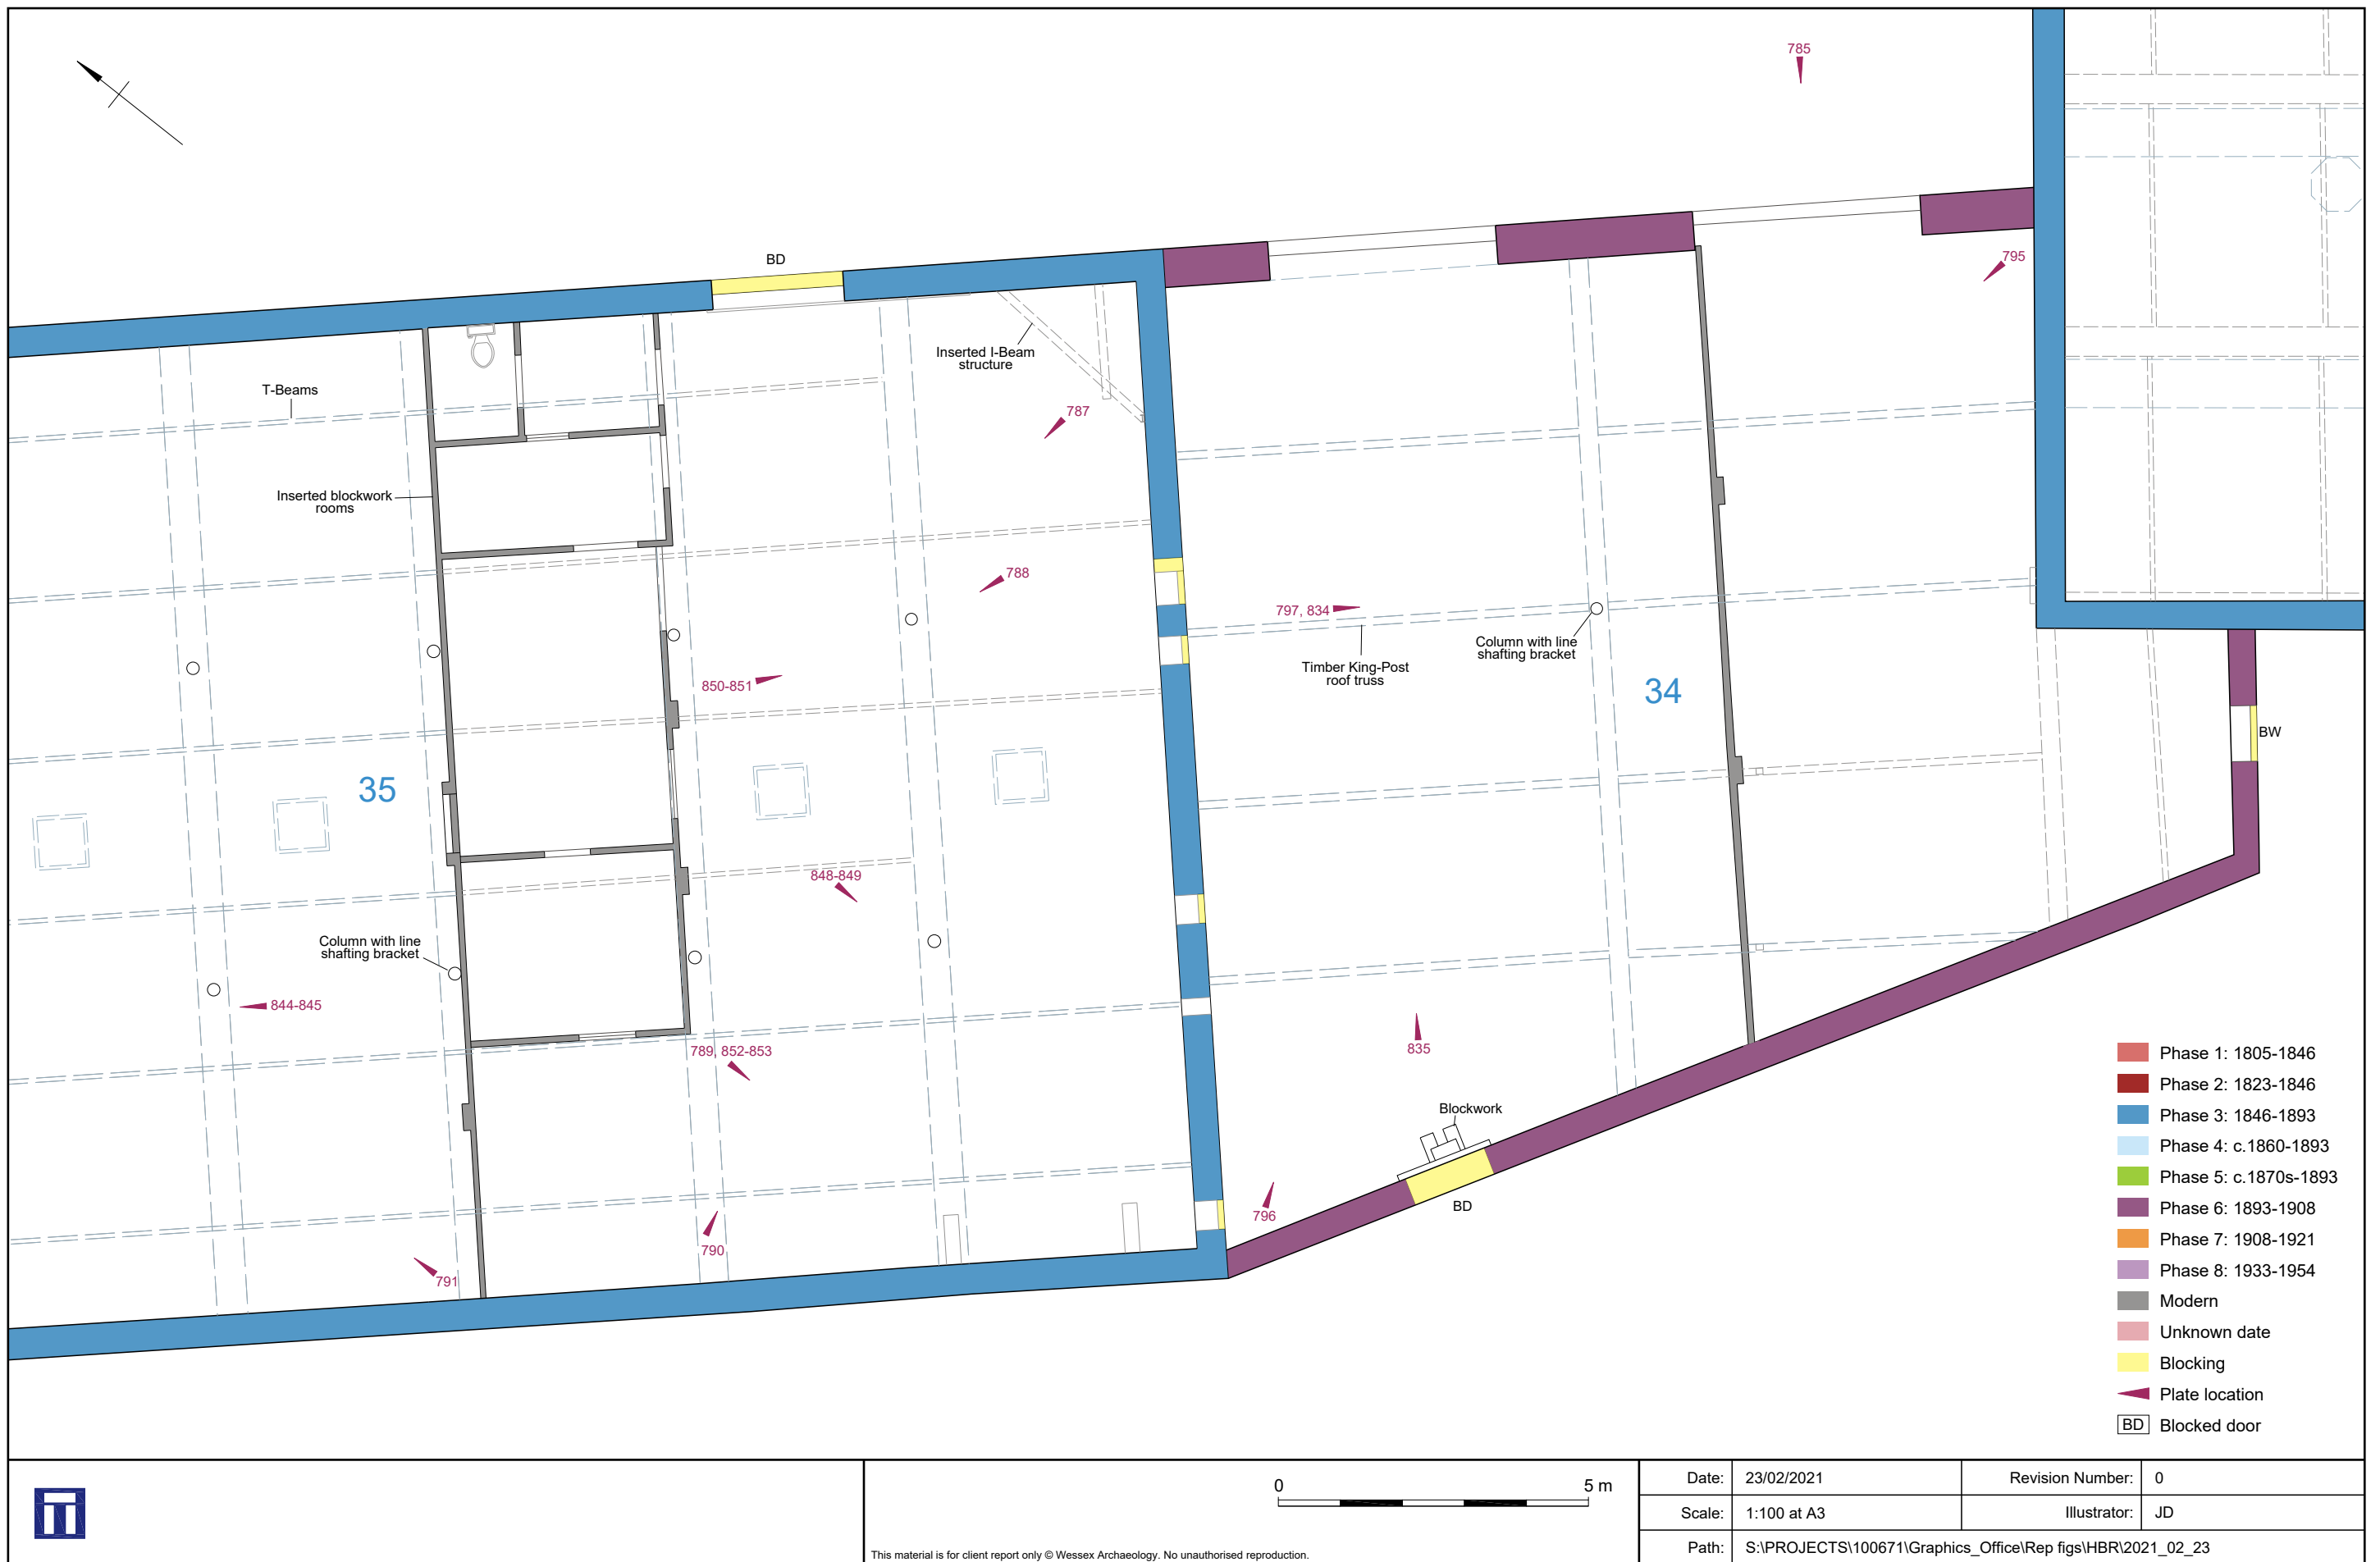 785
795
BD
Inserted I-Beam
structure
T-Beams
787
Inserted blockwork
rooms
788
797, 834
Column with line
shafting bracket
Timber King-Post
roof truss
850-851
34
BW
35
848-849
Column with line
shafting bracket
844-845
789, 852-853
835
Blockwork
BD
796
790
791
Phase 1: 1805-1846
Phase 2: 1823-1846
Phase 3: 1846-1893
Phase 4: c.1860-1893
Phase 5: c.1870s-1893
Phase 6: 1893-1908
Phase 7: 1908-1921
Phase 8: 1933-1954
Modern
Unknown date
Blocking
Plate location
BD Blocked door
0 5 m
This material is for client report only © Wessex Archaeology. No unauthorised reproduction.
Date: 23/02/2021 Revision Number: 0
Scale: 1:100 at A3 Illustrator: JD
Path: S:\PROJECTS\100671\Graphics_Office\Rep figs\HBR\2021_02_23